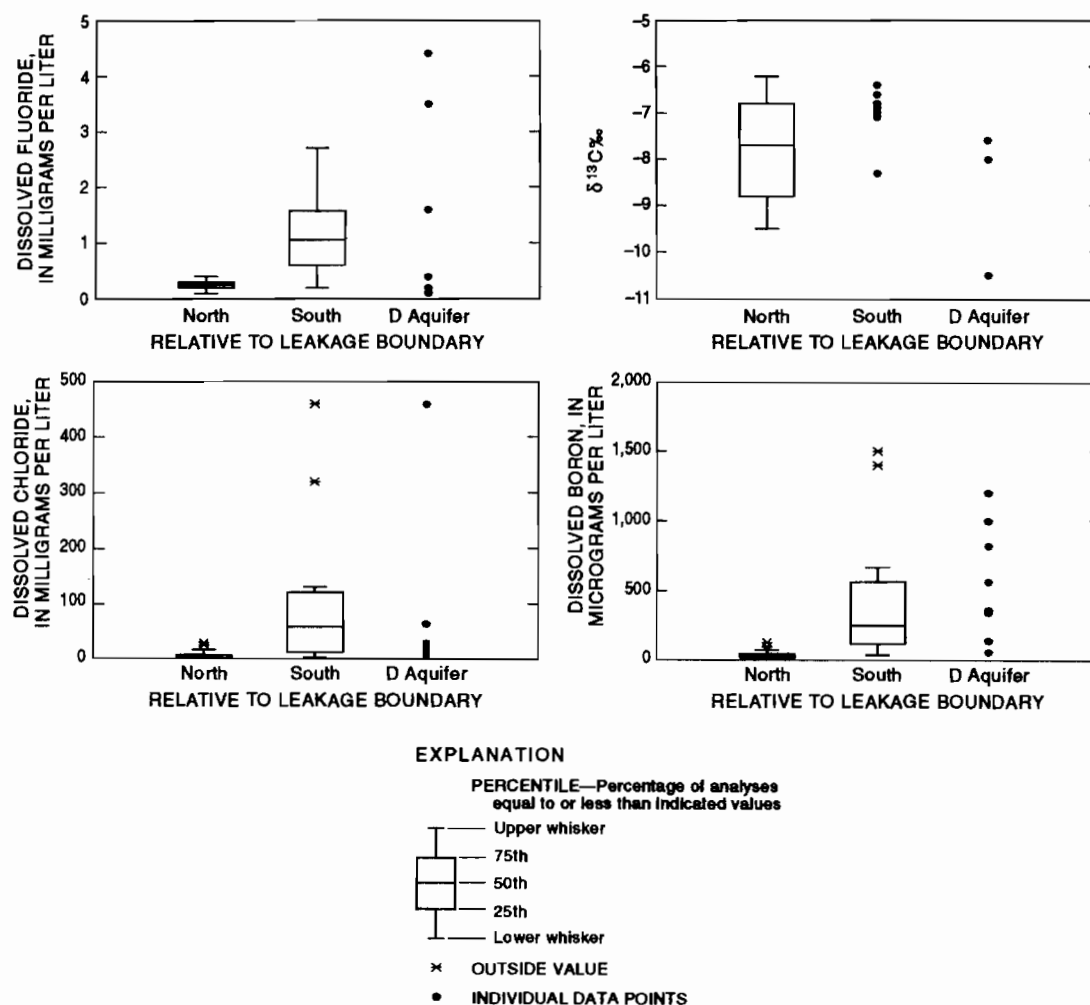 DISSOLVED FLUORIDE,
IN MILLIGRAMS PER LITER
5
4
3
2
1
0
North South D Aquifer
RELATIVE TO LEAKAGE BOUNDARY
δ¹³C‰
-5
-6
-7
-8
-9
-10
-11
North South D Aquifer
RELATIVE TO LEAKAGE BOUNDARY
DISSOLVED CHLORIDE,
IN MILLIGRAMS PER LITER
500
400
300
200
100
0
North South D Aquifer
RELATIVE TO LEAKAGE BOUNDARY
DISSOLVED BORON, IN
MICROGRAMS PER LITER
2,000
1,500
1,000
500
0
North South D Aquifer
RELATIVE TO LEAKAGE BOUNDARY
EXPLANATION
PERCENTILE—Percentage of analyses
equal to or less than indicated values
Upper whisker
75th
50th
25th
Lower whisker
OUTSIDE VALUE
INDIVIDUAL DATA POINTS